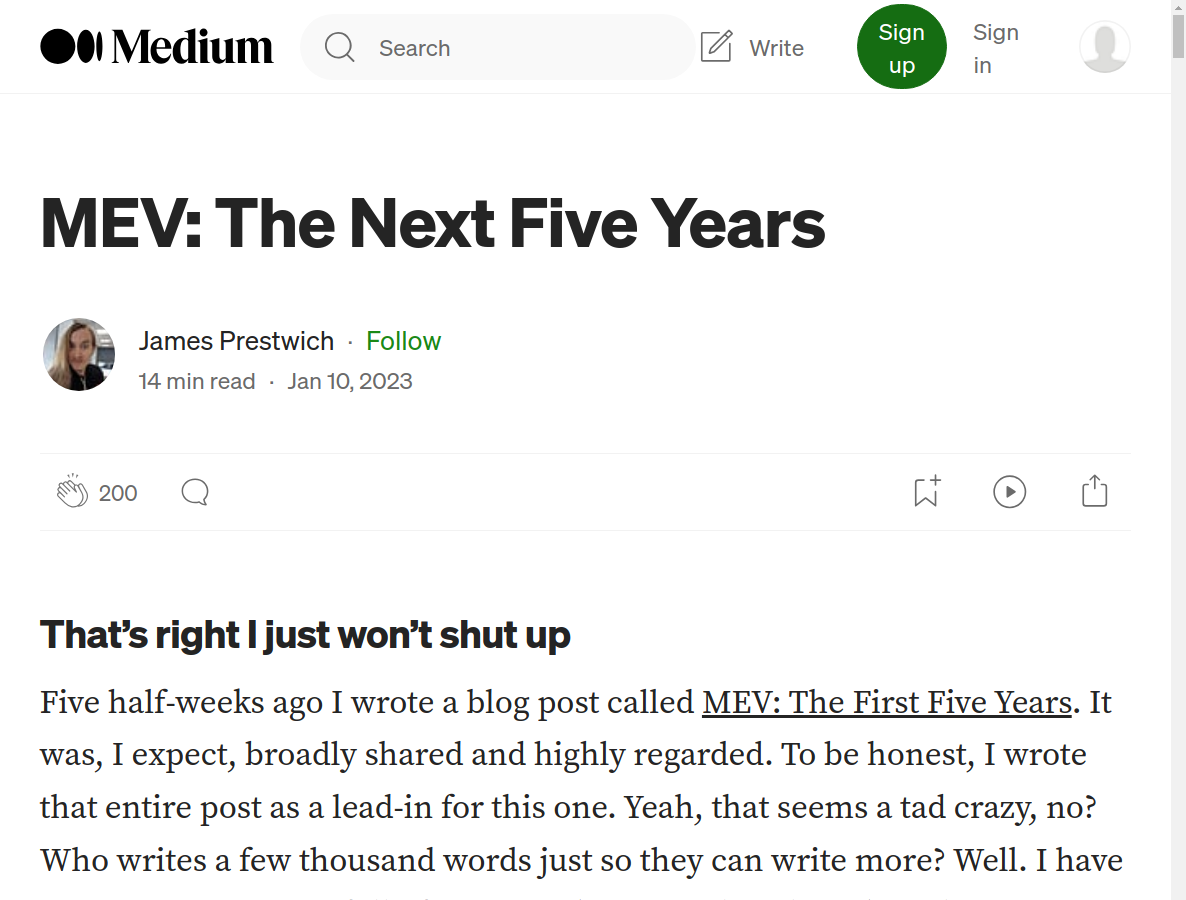 Medium
Search
Write
Sign up
Sign in
MEV: The Next Five Years
James Prestwich · Follow
14 min read · Jan 10, 2023
200
That’s right I just won’t shut up
Five half-weeks ago I wrote a blog post called MEV: The First Five Years. It
was, I expect, broadly shared and highly regarded. To be honest, I wrote
that entire post as a lead-in for this one. Yeah, that seems a tad crazy, no?
Who writes a few thousand words just so they can write more? Well. I have